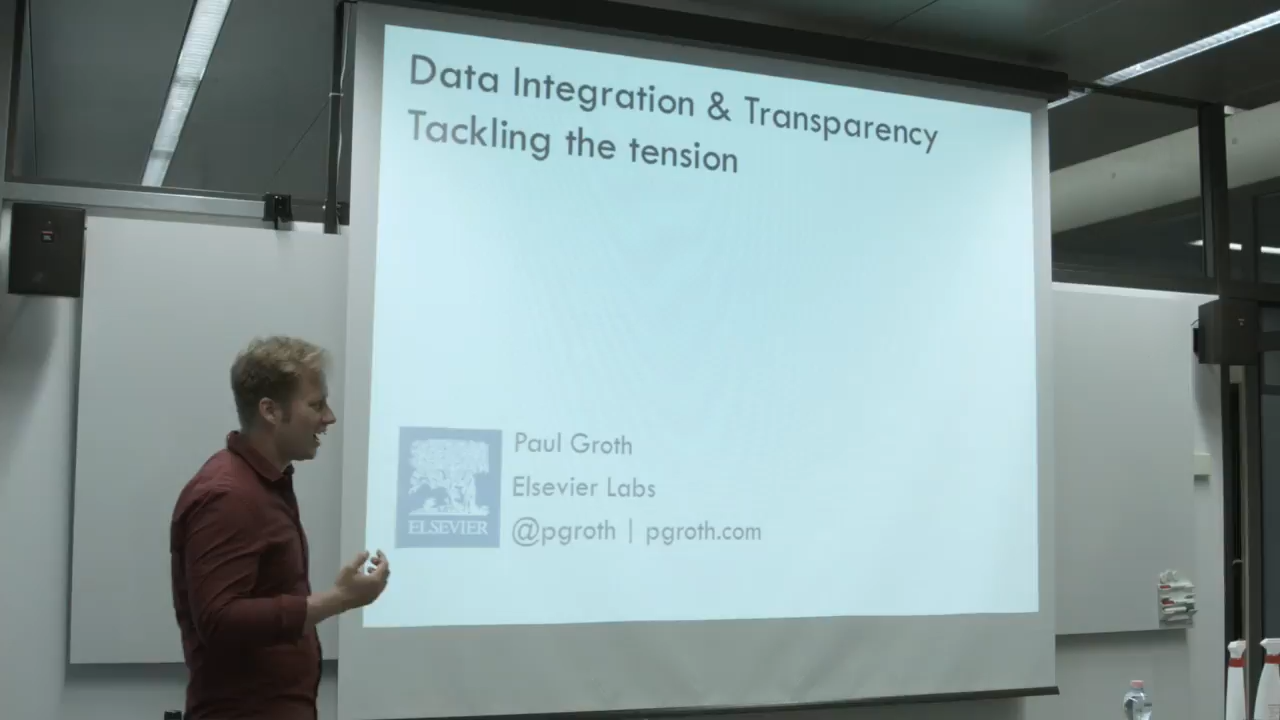 Data Integration & Transparency
Tackling the tension
Paul Groth
Elsevier Labs
@pgroth | pgroth.com
ELSEVIER